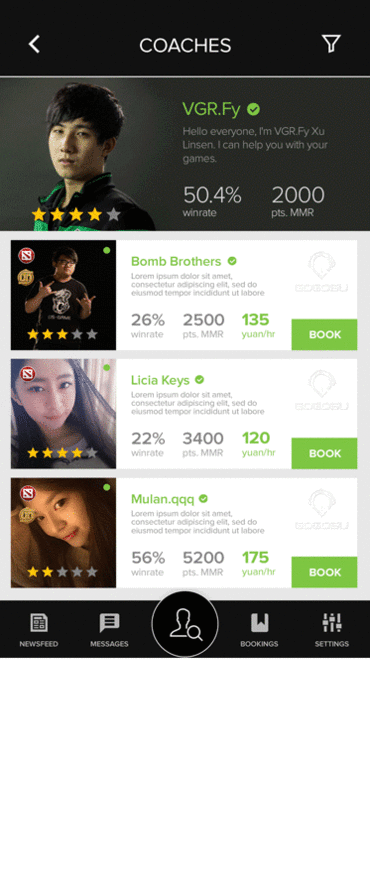 COACHES
VGR.Fy
Hello everyone, I'm VGR.Fy Xu
Linsen. I can help you with your
games.
50.4% 2000
winrate pts. MMR
Bomb Brothers
Lorem ipsum dolor sit amet,
consectetur adipiscing elit, sed do
eiusmod tempor incididunt ut labore
26% 2500 135
winrate pts. MMR yuan/hr
GOSOGSU
BOOK
Licia Keys
Lorem ipsum dolor sit amet,
consectetur adipiscing elit, sed do
eiusmod tempor incididunt ut labore
22% 3400 120
winrate pts. MMR yuan/hr
BOOK
Mulan.qqq
Lorem ipsum dolor sit amet,
consectetur adipiscing elit, sed do
eiusmod tempor incididunt ut labore
56% 5200 175
winrate pts. MMR yuan/hr
BOOK
NEWSFEED MESSAGES BOOKINGS SETTINGS